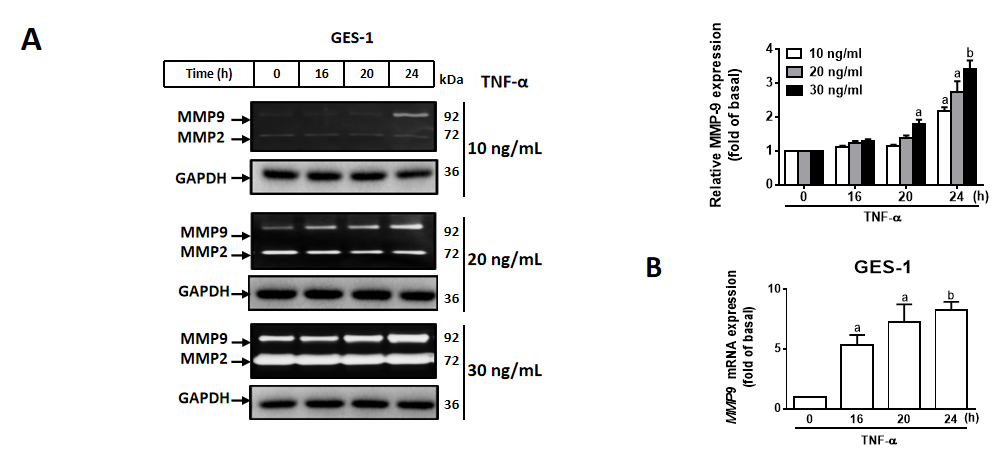 A
GES-1
Time (h) 0 16 20 24 kDa TNF-α
MMP9 92
MMP2 72
10 ng/mL
GAPDH 36
MMP9 92
MMP2 72
20 ng/mL
GAPDH 36
MMP9 92
MMP2 72
30 ng/mL
GAPDH 36
Relative MMP-9 expression
(fold of basal)
4
3
2
1
0
10 ng/ml
20 ng/ml
30 ng/ml
a
a
a
b
0 16 20 24 (h)
TNF-α
B
GES-1
MMP9 mRNA expression
(fold of basal)
10
5
0
a
a
b
0 16 20 24 (h)
TNF-α